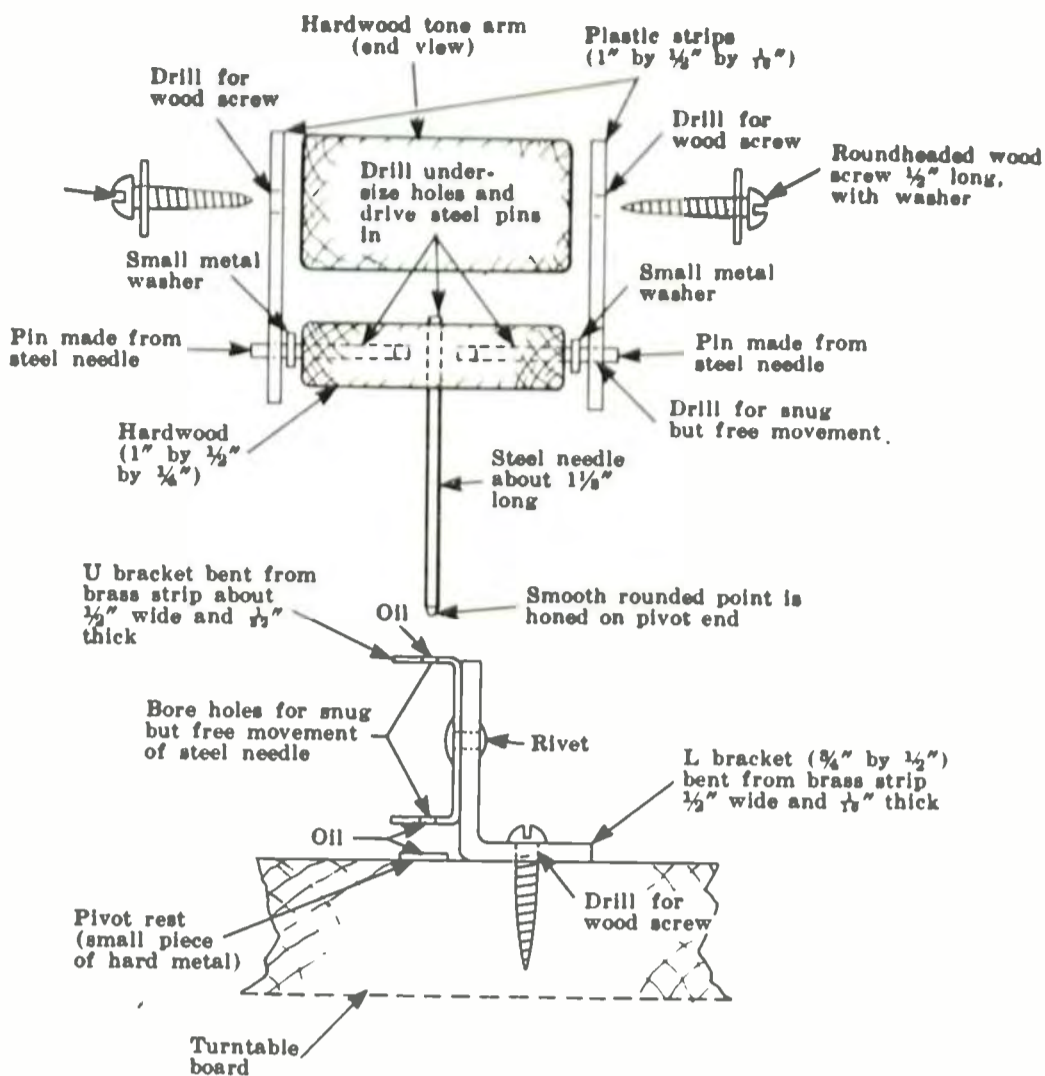 Hardwood tone arm
(end view)
Plastic strips
(1" by ½" by 1/16")
Drill for
wood screw
Drill for
wood screw
Roundheaded wood
screw ½" long,
with washer
Drill under-
size holes and
drive steel pins
in
Small metal
washer
Small metal
washer
Pin made from
steel needle
Pin made from
steel needle
Drill for snug
but free movement
Hardwood
(1" by ½"
by ¼")
Steel needle
about 1⅛"
long
U bracket bent from
brass strip about
½" wide and 1/32"
thick
Oil
Smooth rounded point is
honed on pivot end
Bore holes for snug
but free movement
of steel needle
Rivet
L bracket (¾" by ½")
bent from brass strip
½" wide and 1/16" thick
Oil
Drill for
wood screw
Pivot rest
(small piece
of hard metal)
Turntable
board